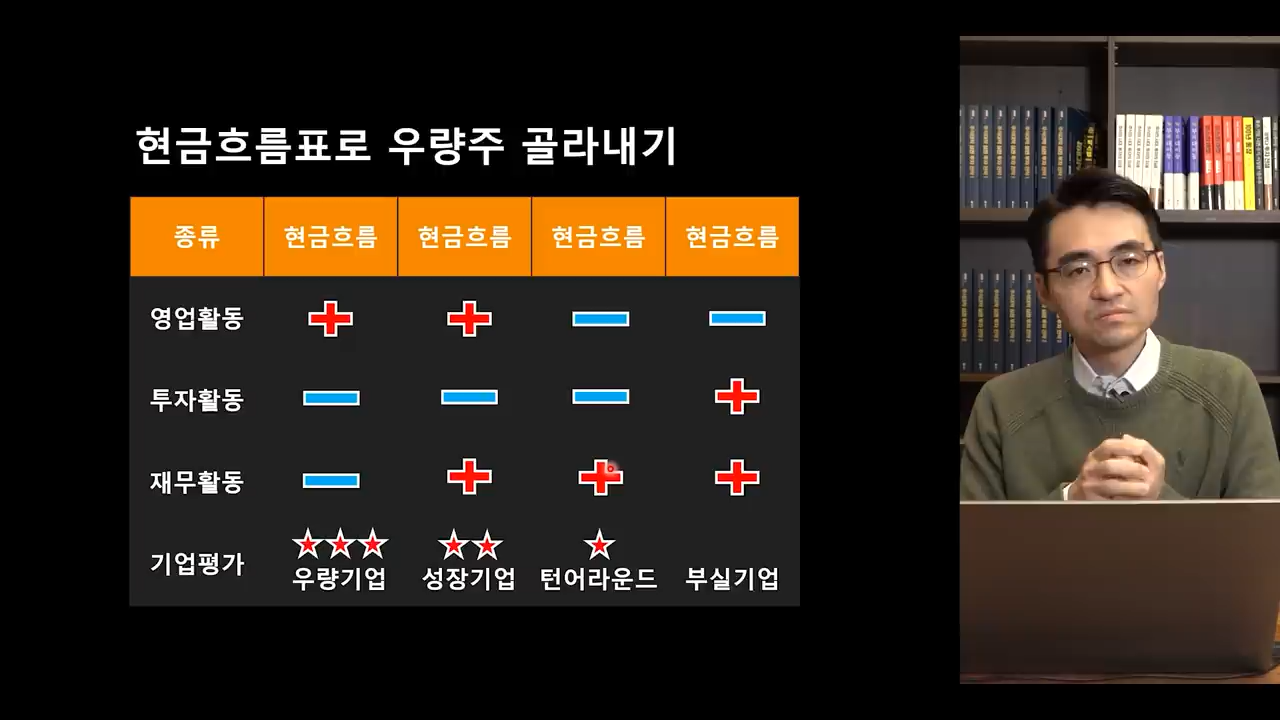 현금흐름표로 우량주 골라내기
종류 현금흐름 현금흐름 현금흐름 현금흐름
영업활동
투자활동
재무활동
기업평가
우량기업 성장기업 턴어라운드 부실기업